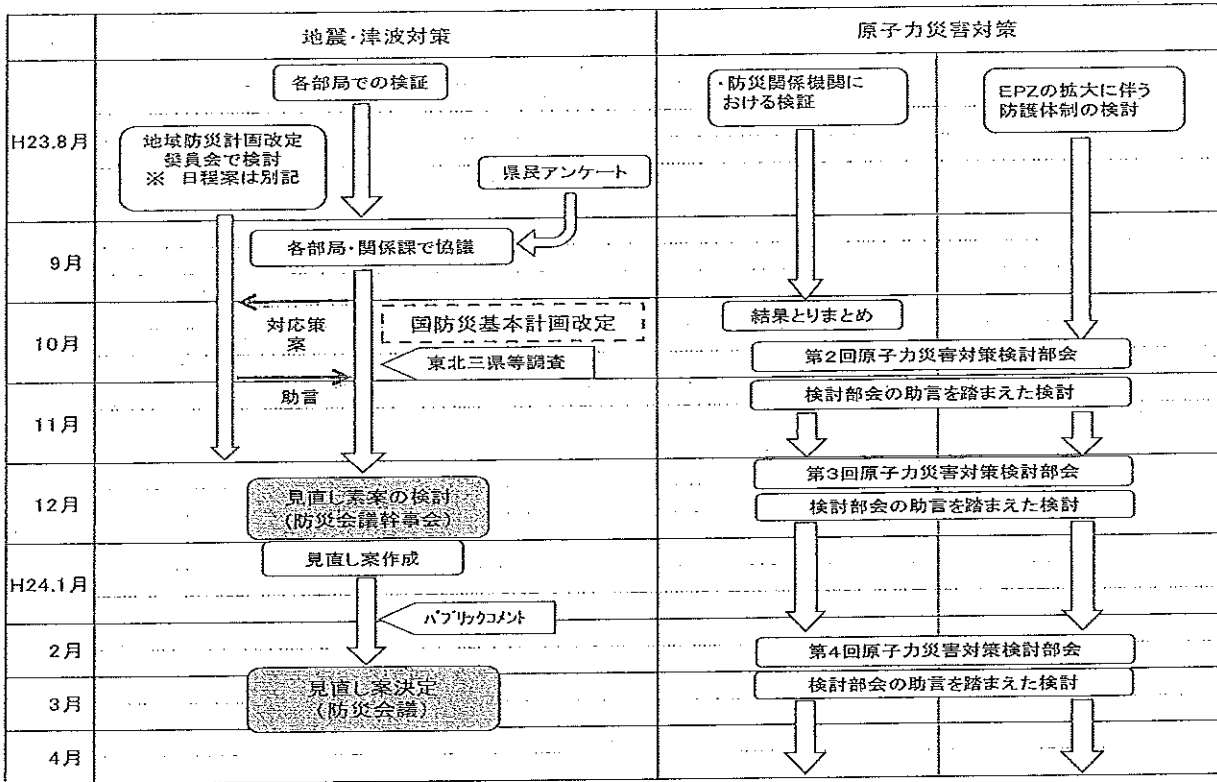 地震・津波対策
原子力災害対策
H23.8月
各部局での検証
地域防災計画改定
委員会で検討
※ 日程案は別記
県民アンケート
・防災関係機関に
おける検証
EPZの拡大に伴う
防護体制の検討
9月
各部局・関係課で協議
10月
対応策
案
国防災基本計画改定
東北三県等調査
助言
結果とりまとめ
第2回原子力災害対策検討部会
11月
検討部会の助言を踏まえた検討
12月
見直し素案の検討
(防災会議幹事会)
第3回原子力災害対策検討部会
検討部会の助言を踏まえた検討
H24.1月
見直し案作成
パブリックコメント
2月
第4回原子力災害対策検討部会
3月
見直し案決定
(防災会議)
検討部会の助言を踏まえた検討
4月